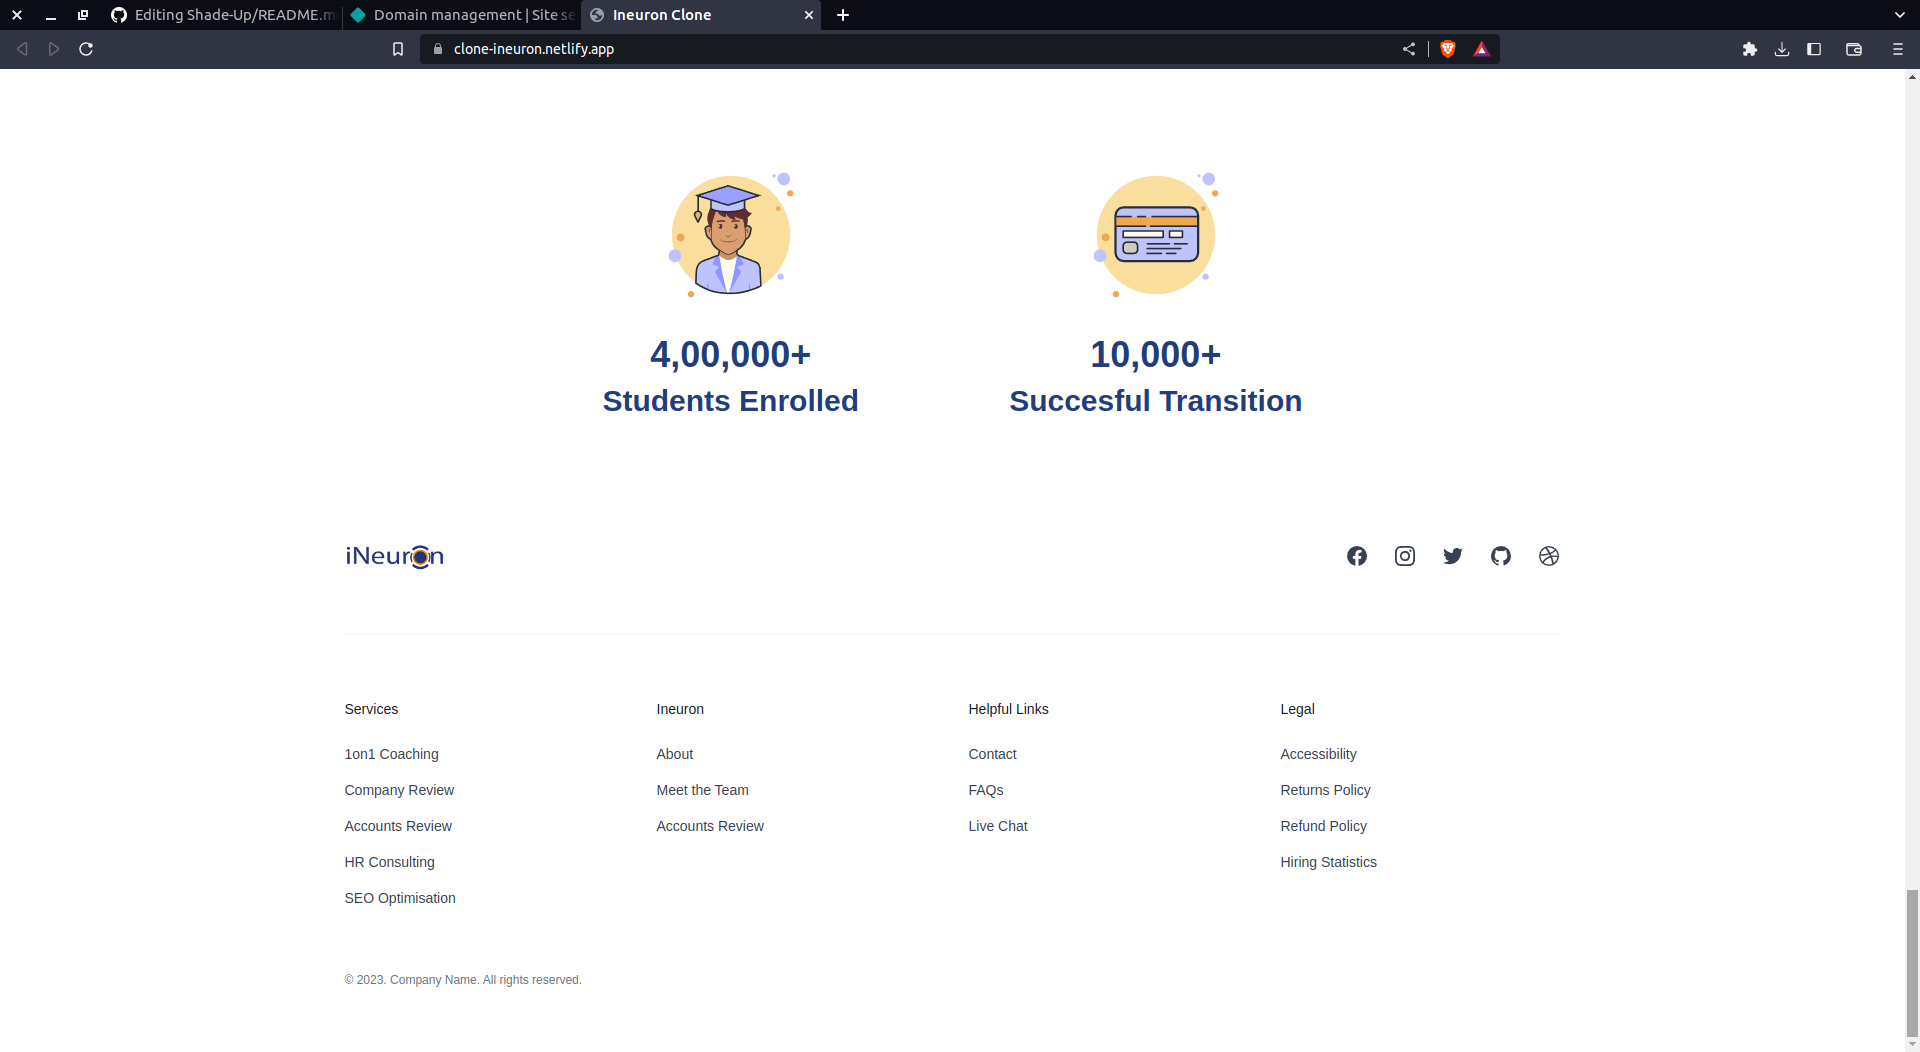 Editing Shade-Up/README.m
Domain management | Site se
Ineuron Clone
clone-ineuron.netlify.app
4,00,000+
10,000+
Students Enrolled
Succesful Transition
iNeuron
Services
Ineuron
Helpful Links
Legal
1on1 Coaching
About
Contact
Accessibility
Company Review
Meet the Team
FAQs
Returns Policy
Accounts Review
Accounts Review
Live Chat
Refund Policy
HR Consulting
Hiring Statistics
SEO Optimisation
© 2023. Company Name. All rights reserved.